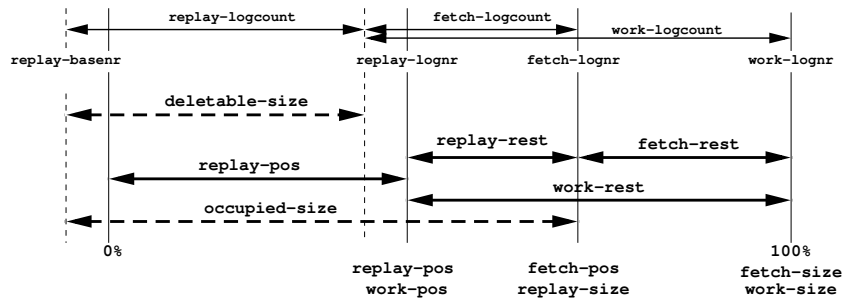 replay-logcount fetch-logcount
work-logcount
replay-basenr replay-lognr fetch-lognr work-lognr
deletable-size
replay-rest fetch-rest
replay-pos
work-rest
occupied-size
0% 100%
replay-pos fetch-pos fetch-size
work-pos replay-size work-size